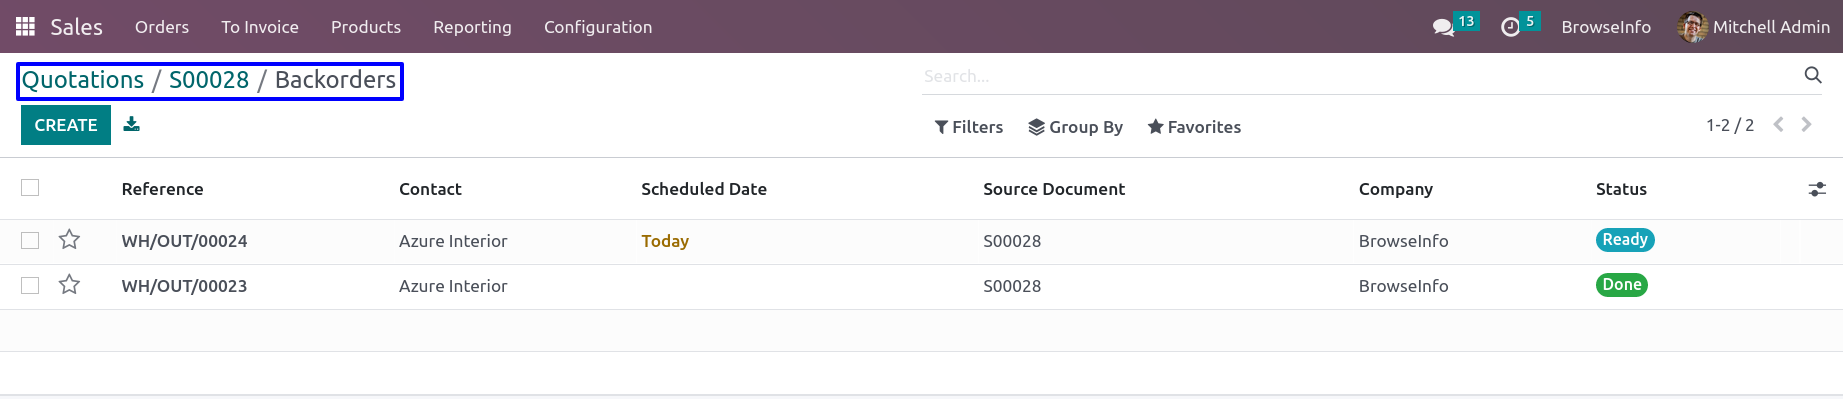 Sales Orders To Invoice Products Reporting Configuration 13 5 BrowseInfo Mitchell Admin
Quotations / S00028 / Backorders
Search...
CREATE
Filters Group By Favorites 1-2 / 2
Reference Contact Scheduled Date Source Document Company Status
WH/OUT/00024 Azure Interior Today S00028 BrowseInfo Ready
WH/OUT/00023 Azure Interior S00028 BrowseInfo Done